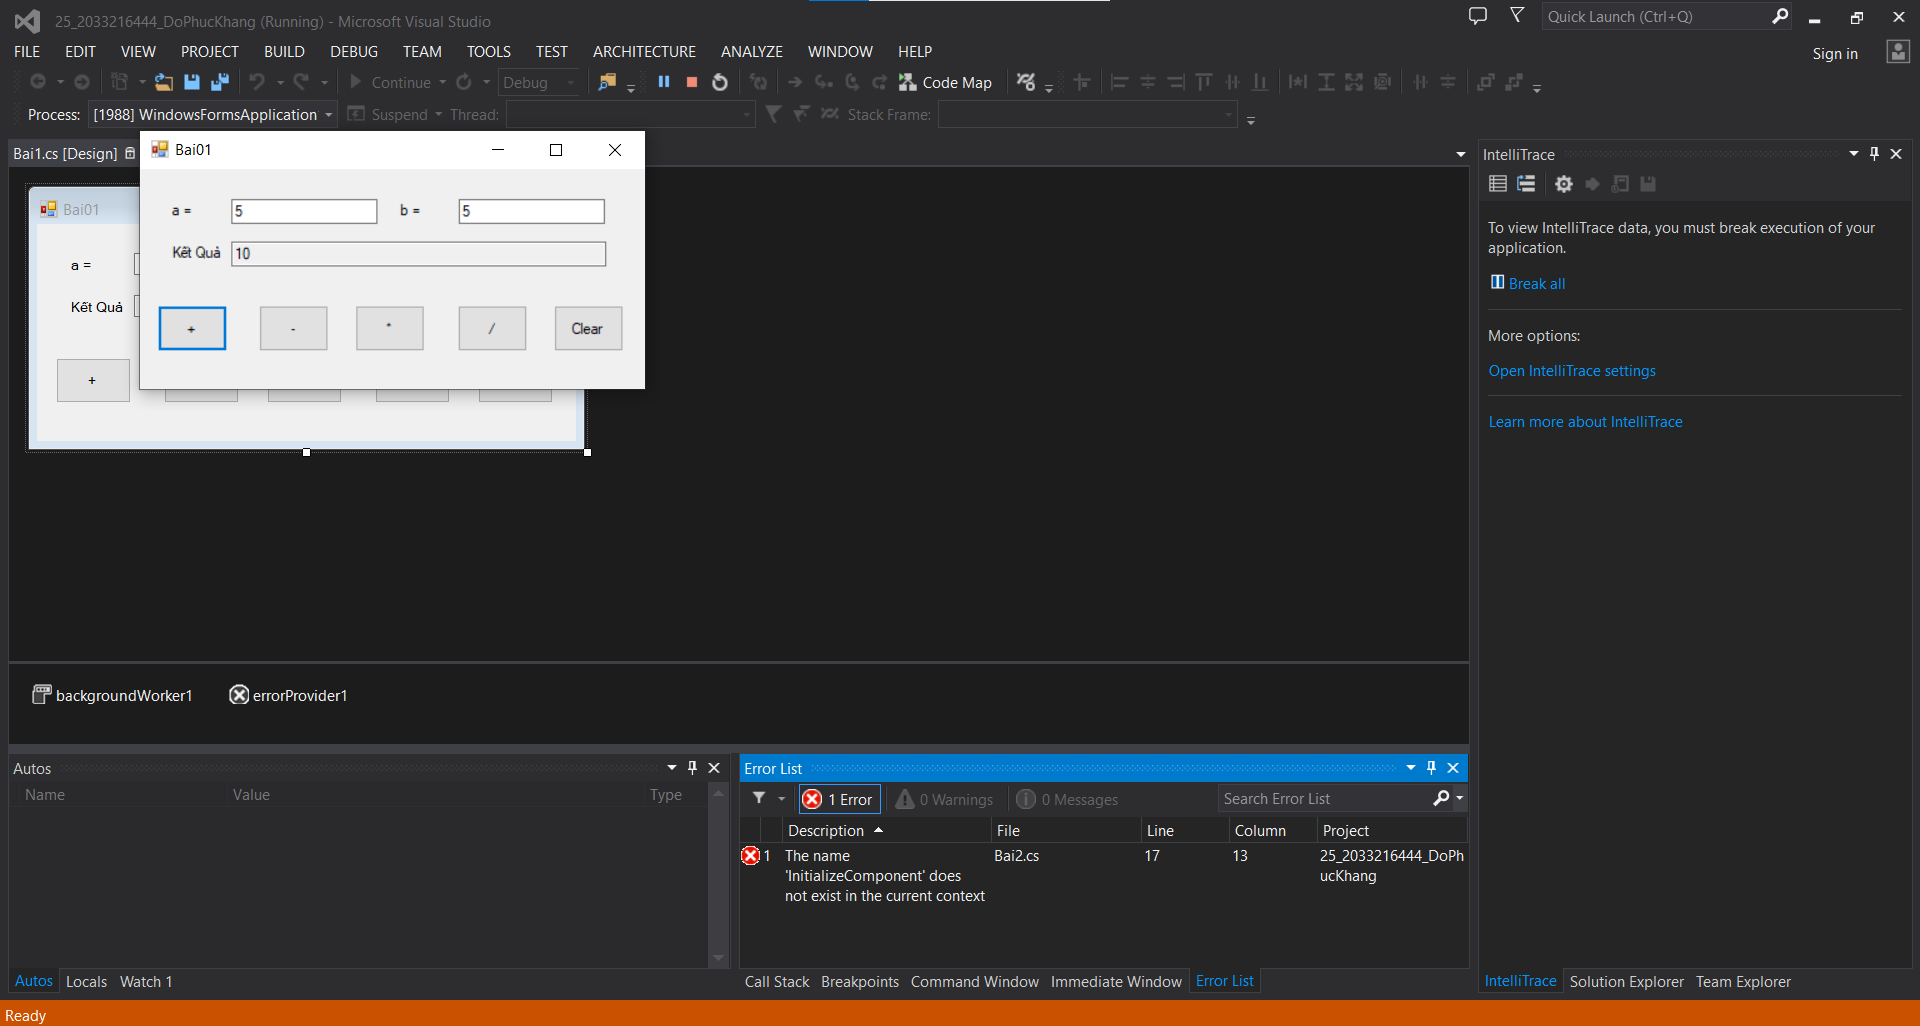 25_2033216444_DoPhucKhang (Running) - Microsoft Visual Studio
Quick Launch (Ctrl+Q)
FILE EDIT VIEW PROJECT BUILD DEBUG TEAM TOOLS TEST ARCHITECTURE ANALYZE WINDOW HELP
Sign in
Continue Debug Code Map
Process: [1988] WindowsFormsApplication Suspend Thread: Stack Frame:
Bai1.cs [Design]
Bai01
a =
Kết Quả
+
Bai01
a = 5 b = 5
Kết Quả 10
+ - * / Clear
backgroundWorker1 errorProvider1
Autos
Name Value Type
Autos Locals Watch 1
Error List
1 Error 0 Warnings 0 Messages Search Error List
Description File Line Column Project
1 The name Bai2.cs 17 13 25_2033216444_DoPh
'InitializeComponent' does ucKhang
not exist in the current context
Call Stack Breakpoints Command Window Immediate Window Error List
IntelliTrace
To view IntelliTrace data, you must break execution of your
application.
Break all
More options:
Open IntelliTrace settings
Learn more about IntelliTrace
IntelliTrace Solution Explorer Team Explorer
Ready